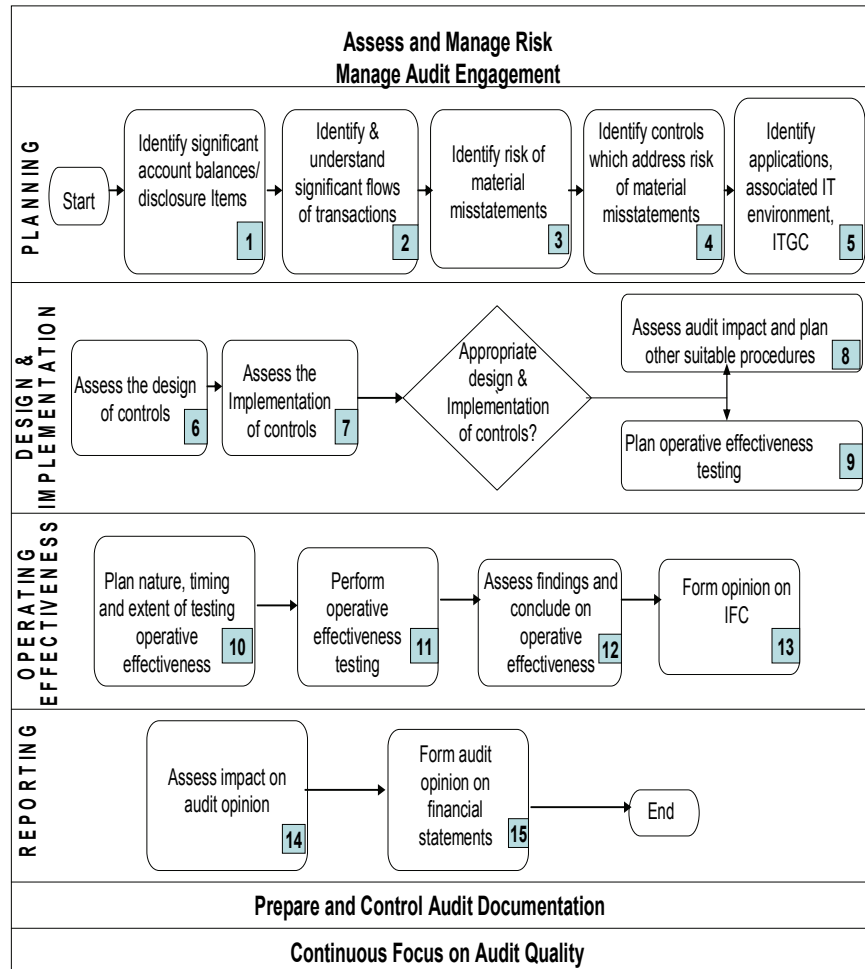 Assess and Manage Risk
Manage Audit Engagement
PLANNING
Start
Identify significant
account balances/
disclosure Items
1
Identify &
understand
significant flows
of transactions
2
Identify risk of
material
misstatements
3
Identify controls
which address risk
of material
misstatements
4
Identify
applications,
associated IT
environment,
ITGC
5
DESIGN &
IMPLEMENTATION
Assess the design
of controls
6
Assess the
Implementation
of controls
7
Appropriate
design &
Implementation
of controls?
Assess audit impact and plan
other suitable procedures
8
Plan operative effectiveness
testing
9
OPERATING
EFFECTIVENESS
Plan nature, timing
and extent of testing
operative
effectiveness
10
Perform
operative
effectiveness
testing
11
Assess findings and
conclude on
operative
effectiveness
12
Form opinion on
IFC
13
REPORTING
Assess impact on
audit opinion
14
Form audit
opinion on
financial
statements
15
End
Prepare and Control Audit Documentation
Continuous Focus on Audit Quality